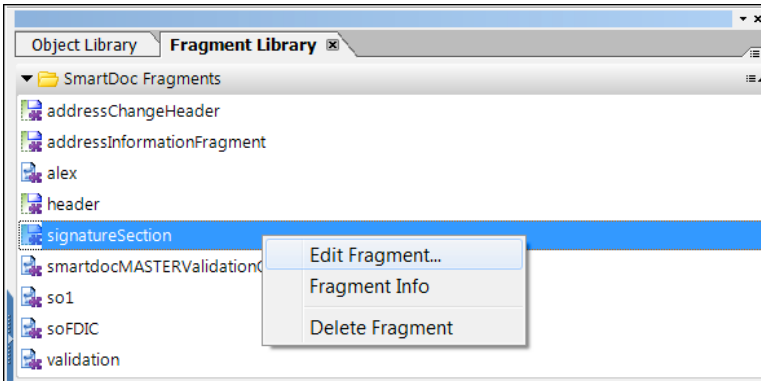 Object Library
Fragment Library
SmartDoc Fragments
addressChangeHeader
addressInformationFragment
alex
header
signatureSection
Edit Fragment...
smartdocMASTERValidation
Fragment Info
so1
soFDIC
Delete Fragment
validation